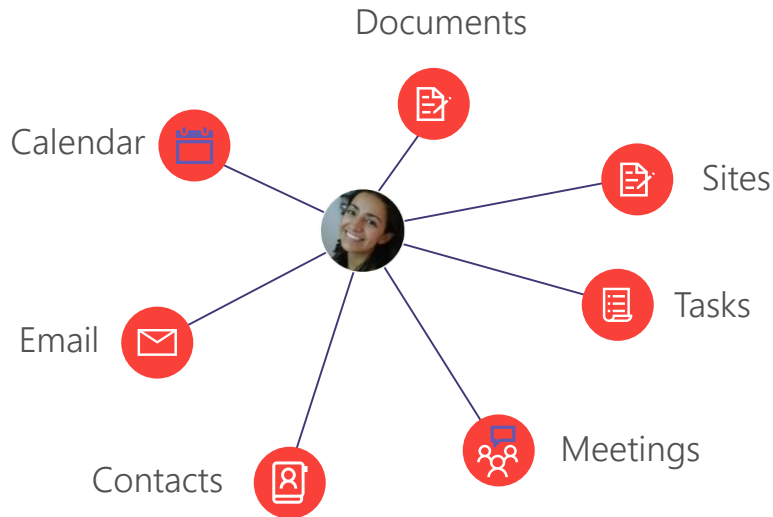 Documents
Calendar
Sites
Tasks
Email
Meetings
Contacts